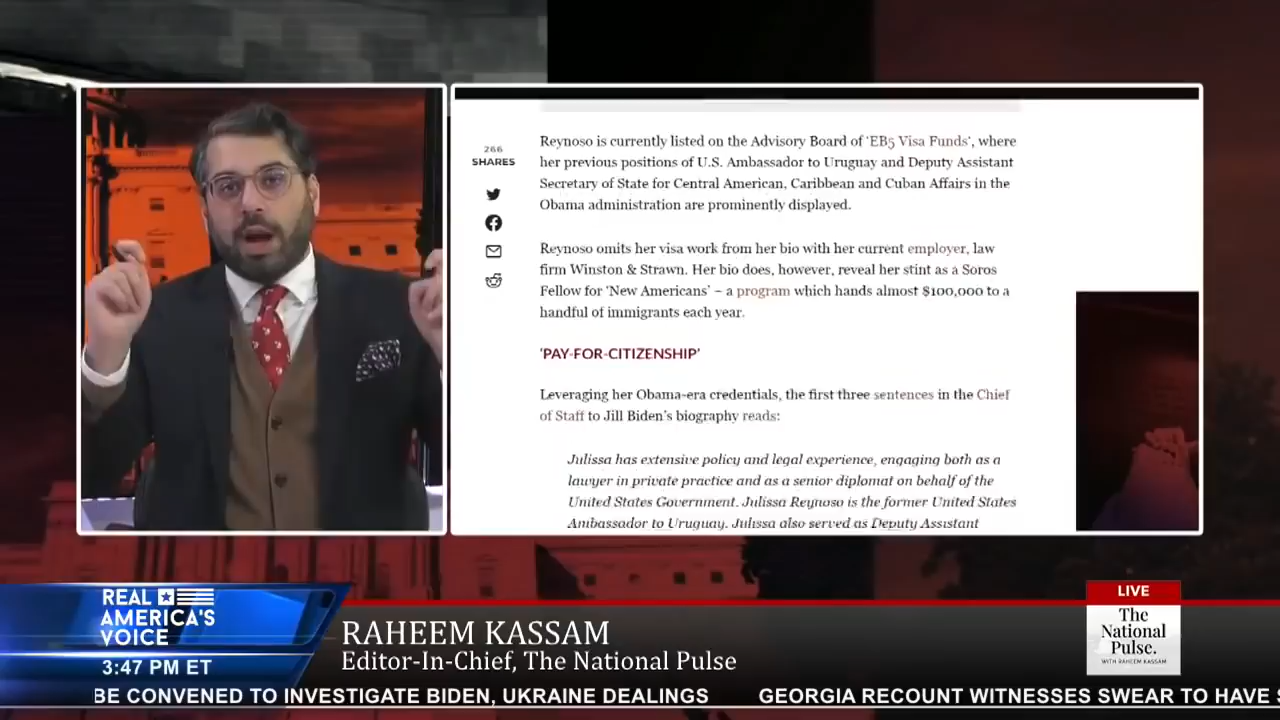 266
SHARES
Reynoso is currently listed on the Advisory Board of 'EB5 Visa Funds', where
her previous positions of U.S. Ambassador to Uruguay and Deputy Assistant
Secretary of State for Central American, Caribbean and Cuban Affairs in the
Obama administration are prominently displayed.
Reynoso omits her visa work from her bio with her current employer, law
firm Winston & Strawn. Her bio does, however, reveal her stint as a Soros
Fellow for 'New Americans' – a program which hands almost $100,000 to a
handful of immigrants each year.
'PAY-FOR-CITIZENSHIP'
Leveraging her Obama-era credentials, the first three sentences in the Chief
of Staff to Jill Biden's biography reads:
Julissa has extensive policy and legal experience, engaging both as a
lawyer in private practice and as a senior diplomat on behalf of the
United States Government. Julissa Reynoso is the former United States
Ambassador to Uruguay. Julissa also served as Deputy Assistant
REAL
AMERICA'S
VOICE
3:47 PM ET
RAHEEM KASSAM
Editor-In-Chief, The National Pulse
LIVE
The
National
Pulse.
WITH RAHEEM KASSAM
BE CONVENED TO INVESTIGATE BIDEN, UKRAINE DEALINGS GEORGIA RECOUNT WITNESSES SWEAR TO HAVE